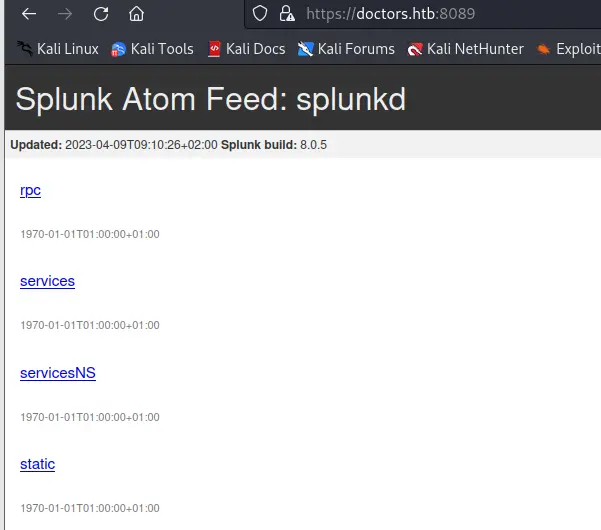 https://doctors.htb:8089
Kali Linux Kali Tools Kali Docs Kali Forums Kali NetHunter Exploit
Splunk Atom Feed: splunkd
Updated: 2023-04-09T09:10:26+02:00 Splunk build: 8.0.5
rpc
1970-01-01T01:00:00+01:00
services
1970-01-01T01:00:00+01:00
servicesNS
1970-01-01T01:00:00+01:00
static
1970-01-01T01:00:00+01:00